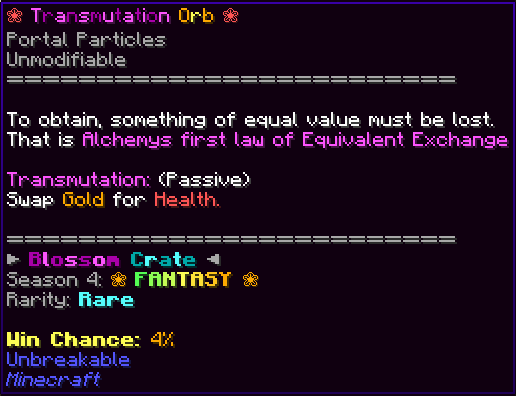 ❀ Transmutation Orb ❀
Portal Particles
Unmodifiable
==========================
To obtain, something of equal value must be lost.
That is Alchemys first law of Equivalent Exchange
Transmutation: (Passive)
Swap Gold for Health.
==========================
► Blossom Crate ◄
Season 4: ❀ FANTASY ❀
Rarity: Rare
Win Chance: 4%
Unbreakable
Minecraft